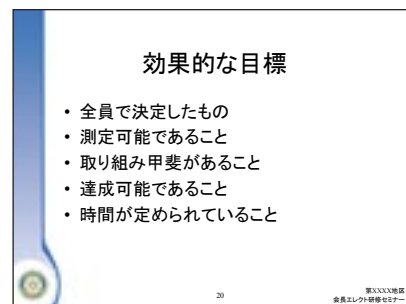 効果的な目標
• 全員で決定したもの
• 測定可能であること
• 取り組み甲斐があること
• 達成可能であること
• 時間が定められていること
20
第XXXX地区
会長エレクト研修セミナー